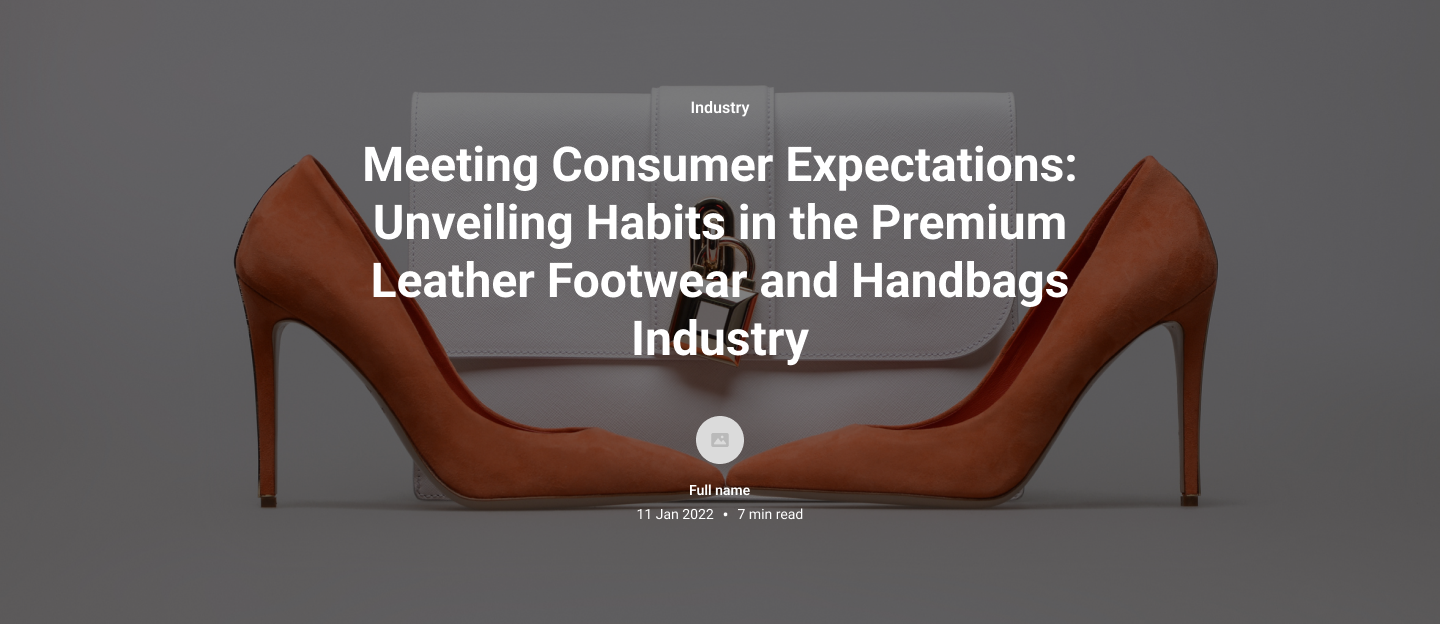 Industry
Meeting Consumer Expectations:
Unveiling Habits in the Premium
Leather Footwear and Handbags
Industry
Full name
11 Jan 2022 • 7 min read